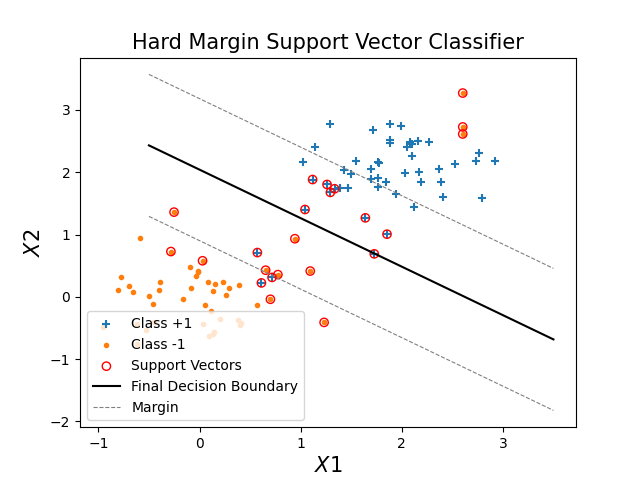 Hard Margin Support Vector Classifier
X2
3
2
1
0
−1
−2
Class +1
Class -1
Support Vectors
Final Decision Boundary
Margin
−1
0
1
2
3
X1